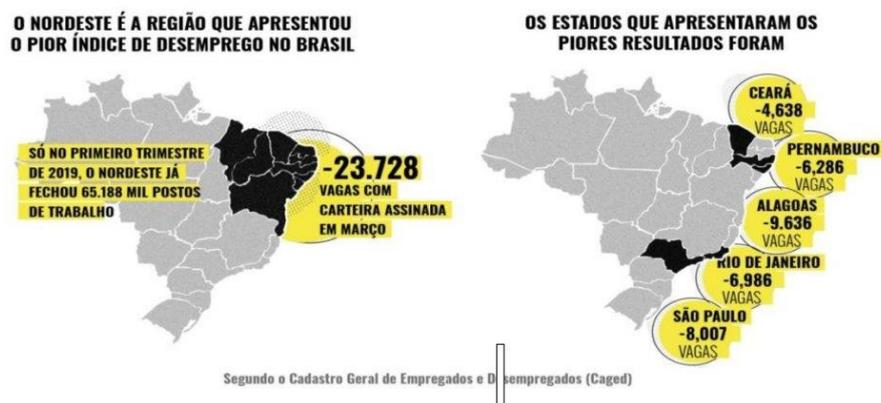 O NORDESTE É A REGIÃO QUE APRESENTOU
O PIOR ÍNDICE DE DESEMPREGO NO BRASIL
SÓ NO PRIMEIRO TRIMESTRE
DE 2019, O NORDESTE JÁ
FECHOU 65.188 MIL POSTOS
DE TRABALHO
-23.728
VAGAS COM
CARTEIRA ASSINADA
EM MARÇO
OS ESTADOS QUE APRESENTARAM OS
PIORES RESULTADOS FORAM
CEARÁ
-4,638
VAGAS
PERNAMBUCO
-6,286
VAGAS
ALAGOAS
-9.636
VAGAS
RIO DE JANEIRO
-6,986
VAGAS
SÃO PAULO
-8,007
VAGAS
Segundo o Cadastro Geral de Empregados e Desempregados (Caged)